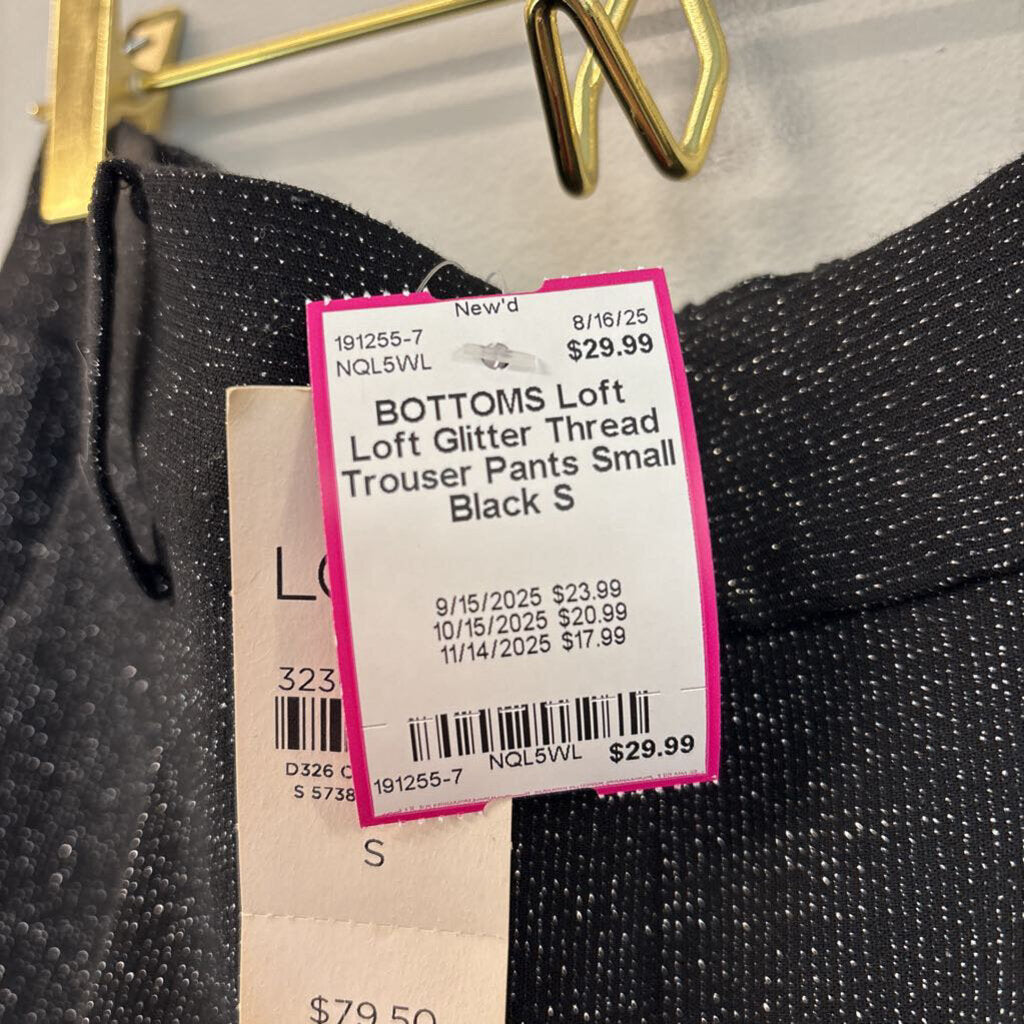 New'd
191255-7 8/16/25
NQL5WL $29.99
BOTTOMS Loft
Loft Glitter Thread
Trouser Pants Small
Black S
9/15/2025 $23.99
10/15/2025 $20.99
11/14/2025 $17.99
NQL5WL $29.99
191255-7
323
D326
S 5738
S
$79.50